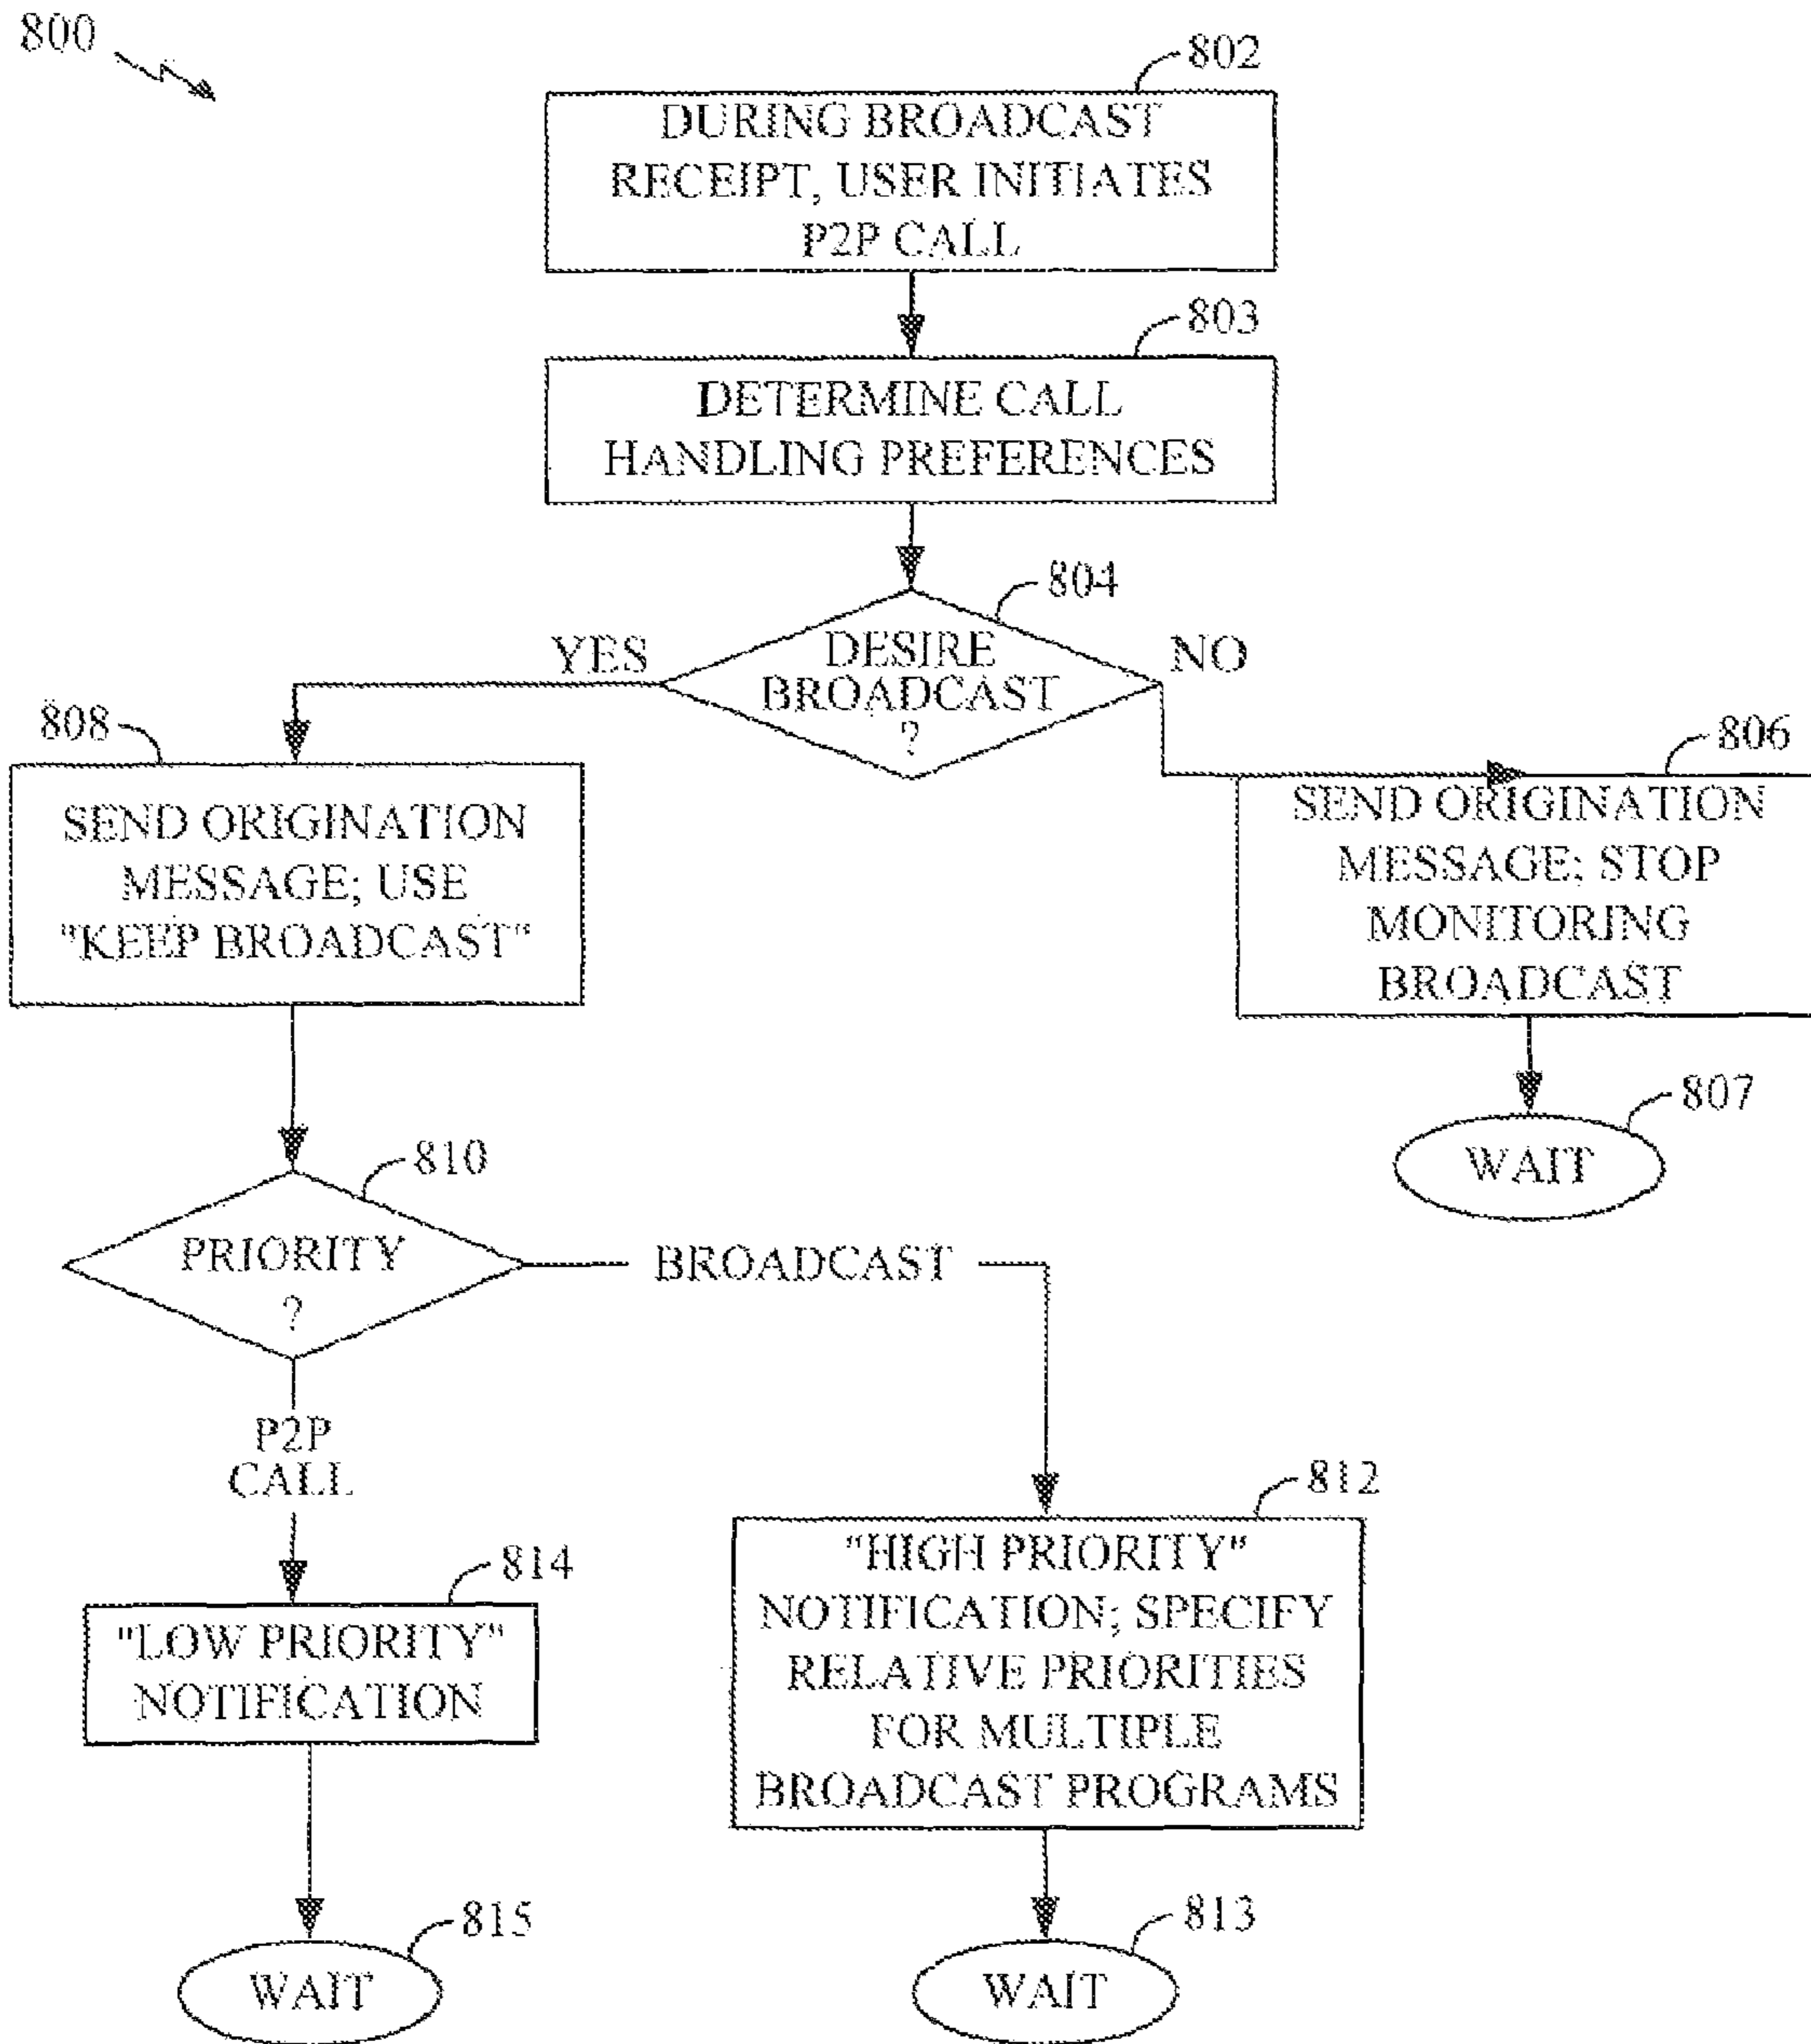 800
802
DURING BROADCAST
RECEIPT, USER INITIATES
P2P CALL
803
DETERMINE CALL
HANDLING PREFERENCES
804
YES
DESIRE
BROADCAST
?
NO
808
SEND ORIGINATION
MESSAGE; USE
"KEEP BROADCAST"
806
SEND ORIGINATION
MESSAGE; STOP
MONITORING
BROADCAST
807
WAIT
810
PRIORITY
?
BROADCAST
P2P
CALL
812
"HIGH PRIORITY"
NOTIFICATION; SPECIFY
RELATIVE PRIORITIES
FOR MULTIPLE
BROADCAST PROGRAMS
814
"LOW PRIORITY"
NOTIFICATION
815
WAIT
813
WAIT